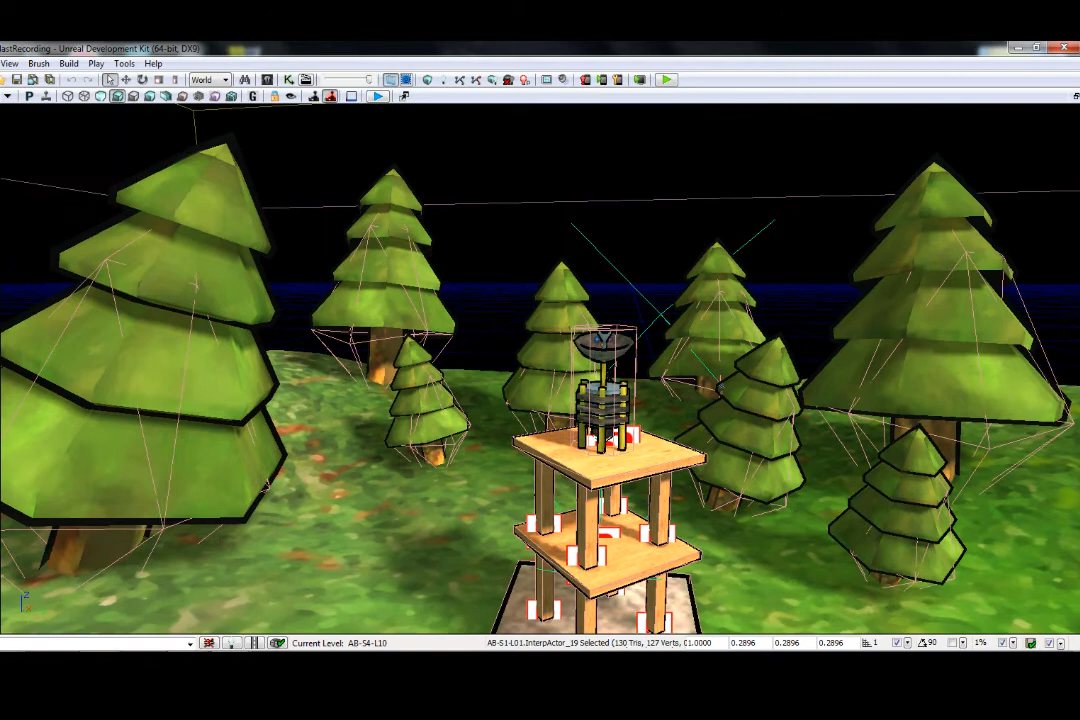 lastRecording - Unreal Development Kit (64-bit, DX9)
View Brush Build Play Tools Help
World
P G
Current Level: AB-S4-L10 AB-S1-L01.InterpActor_19 Selected (130 Tris, 127 Verts, 01.0000 0.2896 0.2896 0.2896 1 90 1%
Z